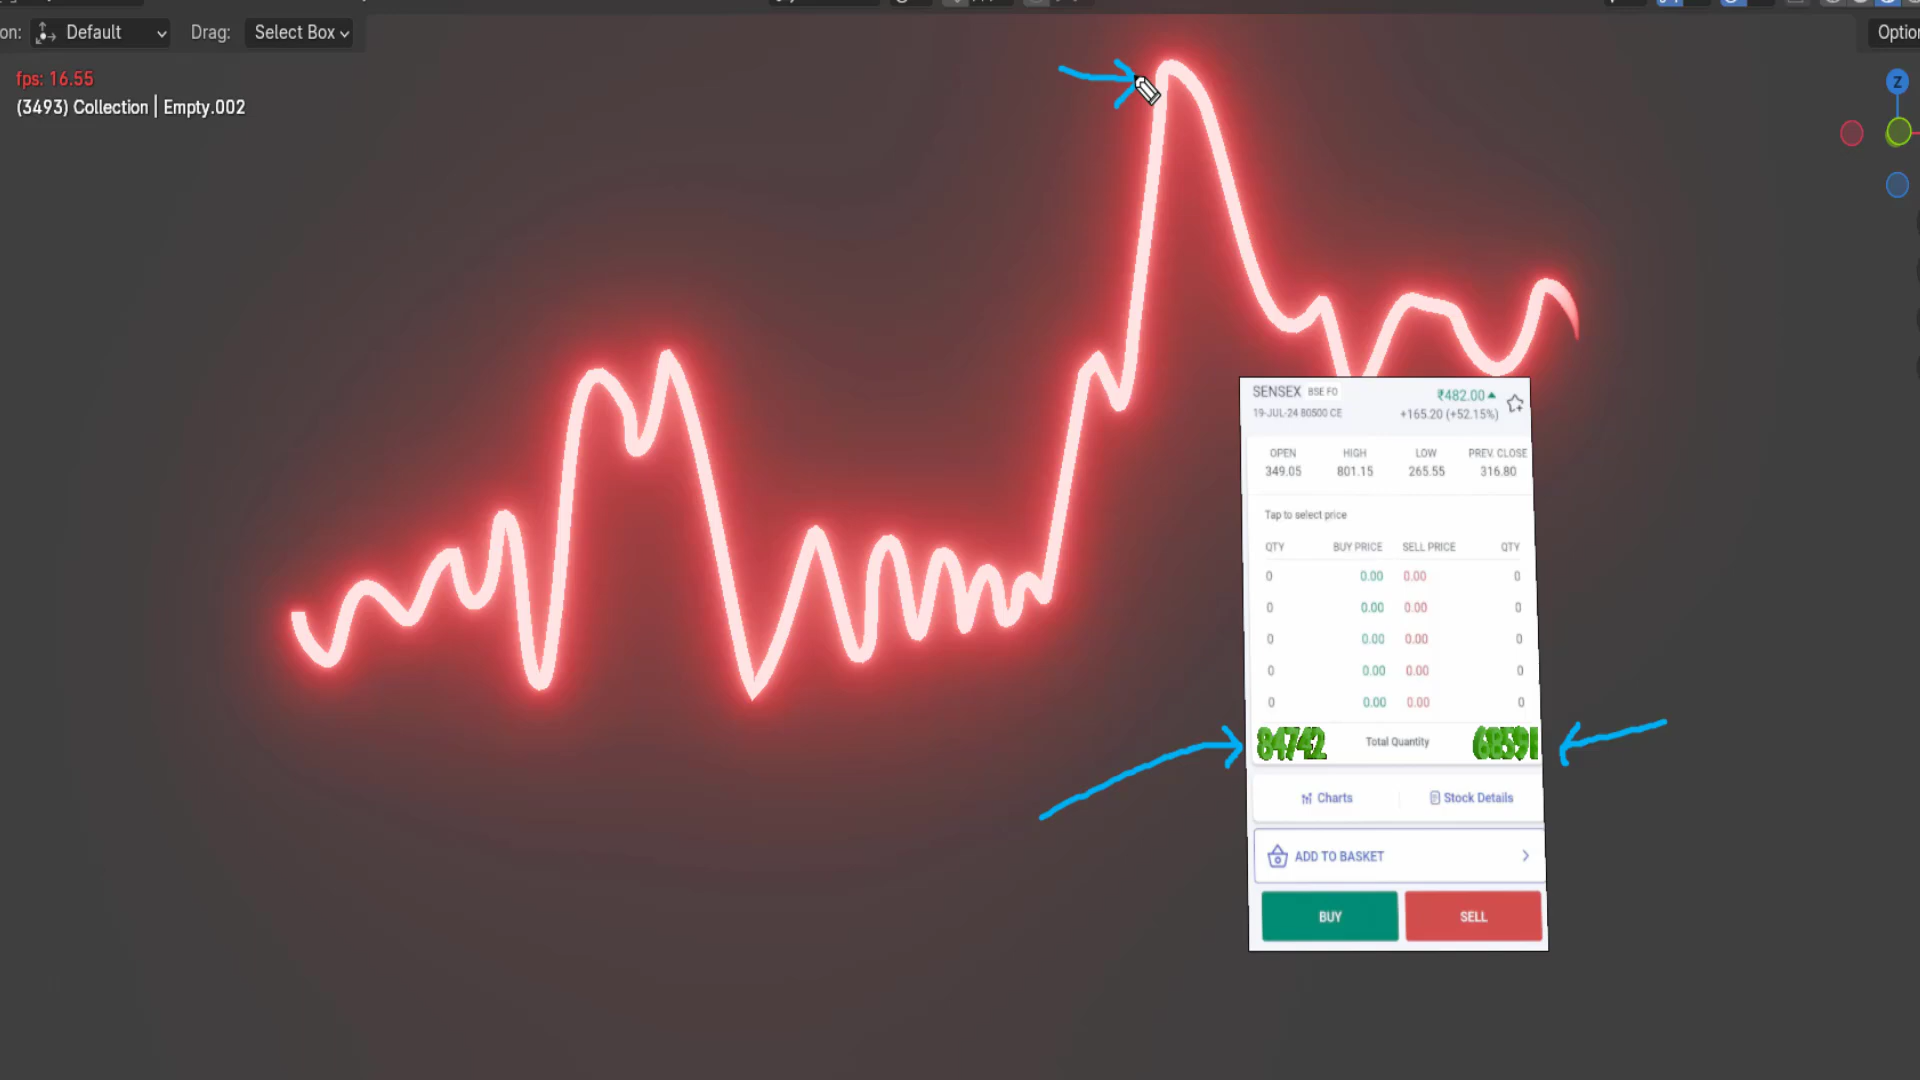 on: Default Drag: Select Box
Option
fps: 16.55
(3493) Collection | Empty.002
Z
SENSEX BSE FO ₹482.00
19-JUL-24 80500 CE +165.20 (+52.15%)
OPEN HIGH LOW PREV. CLOSE
349.05 801.15 265.55 316.80
Tap to select price
QTY BUY PRICE SELL PRICE QTY
0 0.00 0.00 0
0 0.00 0.00 0
0 0.00 0.00 0
0 0.00 0.00 0
0 0.00 0.00 0
84742 Total Quantity
Charts Stock Details
ADD TO BASKET
BUY SELL